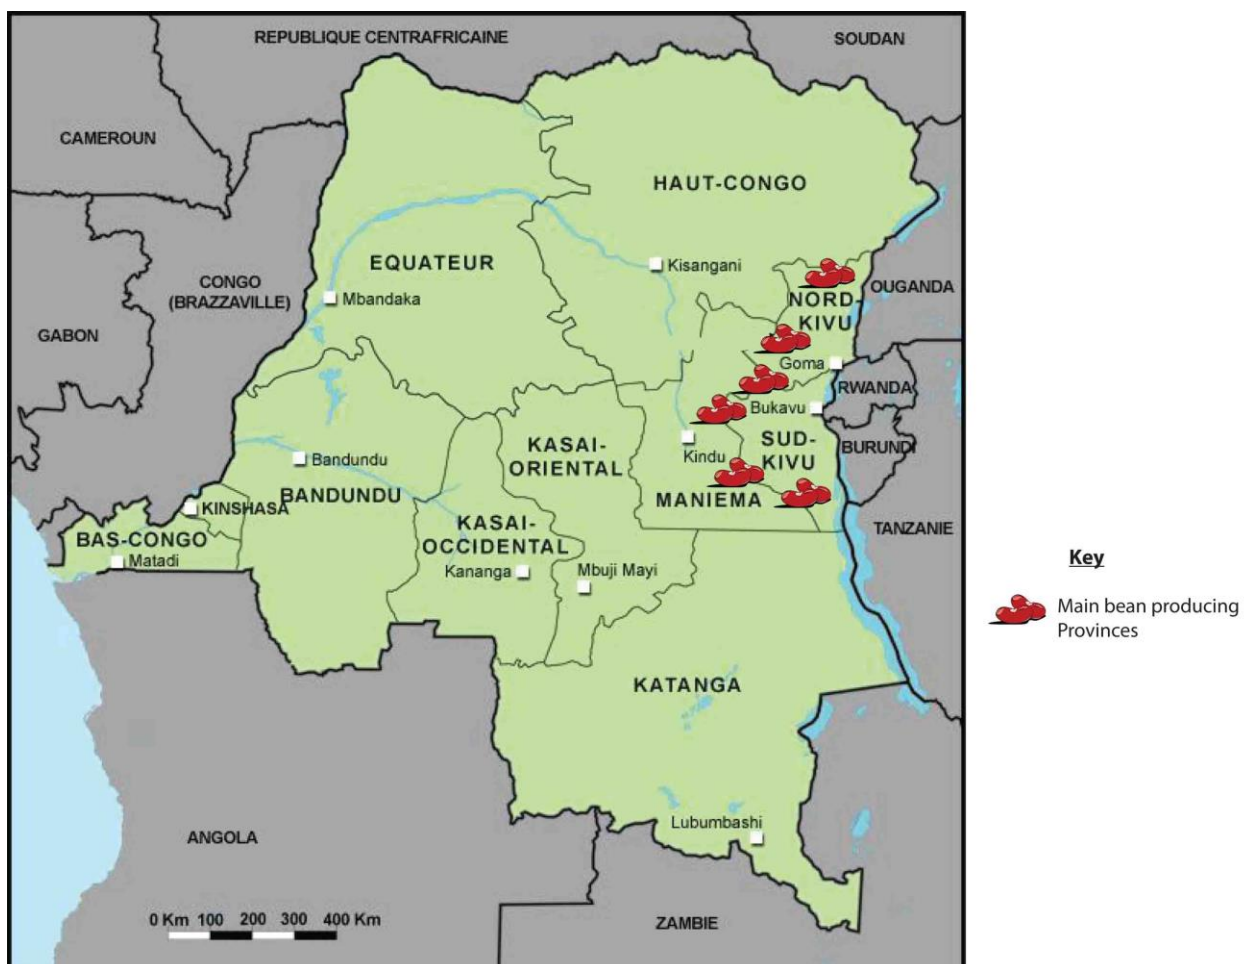 REPUBLIQUE CENTRAFRICAINE
SOUDAN
CAMEROUN
HAUT-CONGO
EQUATEUR
Kisangani
CONGO
(BRAZZAVILLE)
Mbandaka
OUGANDA
NORD-
KIVU
GABON
Goma
RWANDA
Bukavu
KASAI-
ORIENTAL
SUD-
KIVU
BURUNDI
Kindu
Bandundu
BANDUNDU
MANIEMA
KINSHASA
BAS-CONGO
Matadi
KASAI-
OCCIDENTAL
Kananga
Mbuji Mayi
TANZANIE
KATANGA
Lubumbashi
ANGOLA
ZAMBIE
0 Km 100 200 300 400 Km
Key
Main bean producing
Provinces